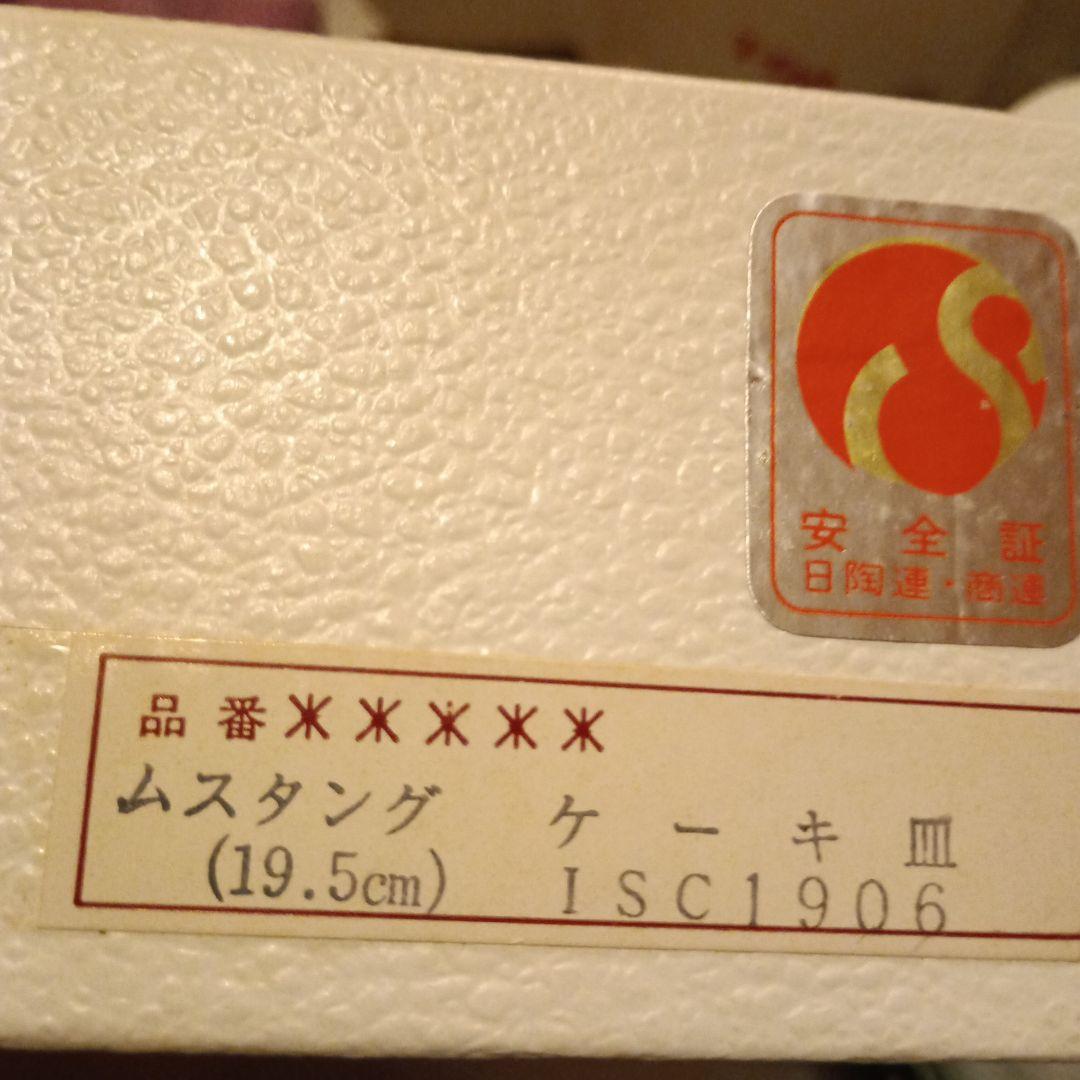 安全証
日陶連・商連
品番＊＊＊＊＊
ムスタング ケーキ皿
(19.5cm) ISC1906